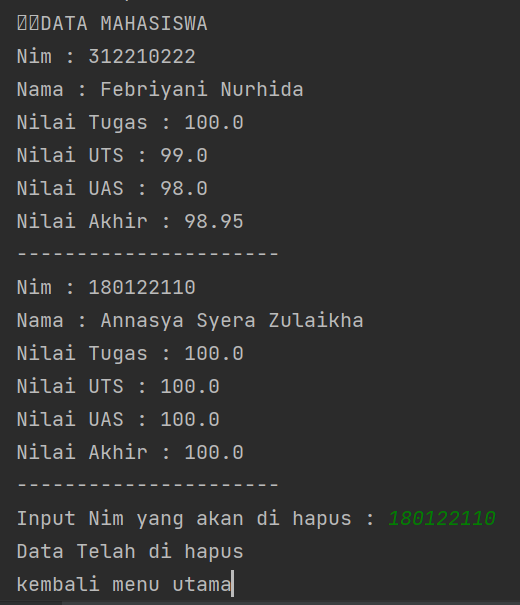 DATA MAHASISWA
Nim : 312210222
Nama : Febriyani Nurhida
Nilai Tugas : 100.0
Nilai UTS : 99.0
Nilai UAS : 98.0
Nilai Akhir : 98.95
----------------------
Nim : 180122110
Nama : Annasya Syera Zulaikha
Nilai Tugas : 100.0
Nilai UTS : 100.0
Nilai UAS : 100.0
Nilai Akhir : 100.0
----------------------
Input Nim yang akan di hapus : 180122110
Data Telah di hapus
kembali menu utama